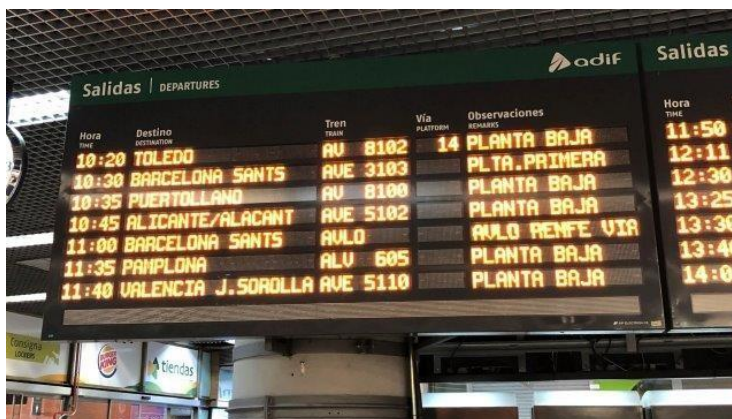 Salidas | DEPARTURES
adif
Hora Destino Tren Vía Observaciones
TIME DESTINATION TRAIN PLATFORM REMARKS
10:20 TOLEDO AV 8102 14 PLANTA BAJA
10:30 BARCELONA SANTS AVE 3103 PLTA.PRIMERA
10:35 PUERTOLLANO AV 8100 PLANTA BAJA
10:45 ALICANTE/ALACANT AVE 5102 PLANTA BAJA
11:00 BARCELONA SANTS AVLO AVLO RENFE VIA
11:35 PAMPLONA ALV 605 PLANTA BAJA
11:40 VALENCIA J.SOROLLA AVE 5110 PLANTA BAJA
Salidas
Hora
TIME
11:50
12:11
12:30
13:25
13:30
13:40
14:0
Consigna
LOCKERS
BURGER
KING
tiendas